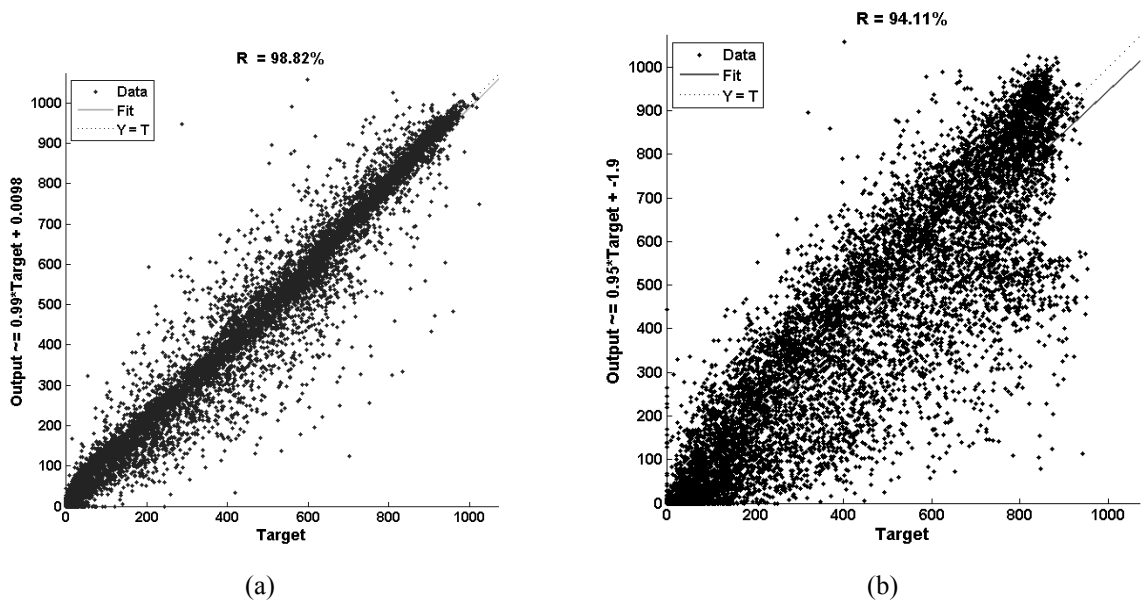 R = 98.82%
Data
Fit
Y = T
Output ~= 0.99*Target + 0.0098
1000
900
800
700
600
500
400
300
200
100
0
0 200 400 600 800 1000
Target
(a)
R = 94.11%
Data
Fit
Y = T
Output ~= 0.95*Target + -1.9
1000
900
800
700
600
500
400
300
200
100
0
0 200 400 600 800 1000
Target
(b)